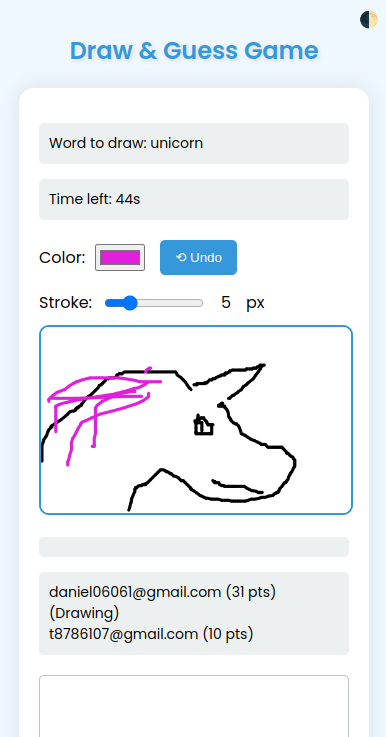 Draw & Guess Game
Word to draw: unicorn
Time left: 44s
Color:
⟲ Undo
Stroke: 5 px
daniel06061@gmail.com (31 pts)
(Drawing)
t8786107@gmail.com (10 pts)